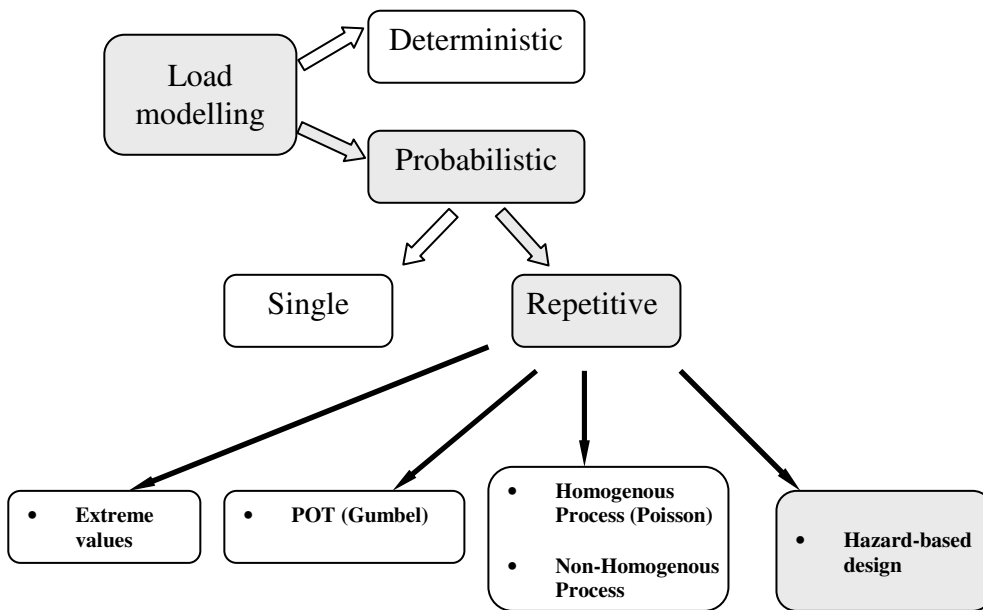 Deterministic
Load
modelling
Probabilistic
Single
Repetitive
• Extreme
values
• POT (Gumbel)
• Homogenous
Process (Poisson)
• Non-Homogenous
Process
• Hazard-based
design